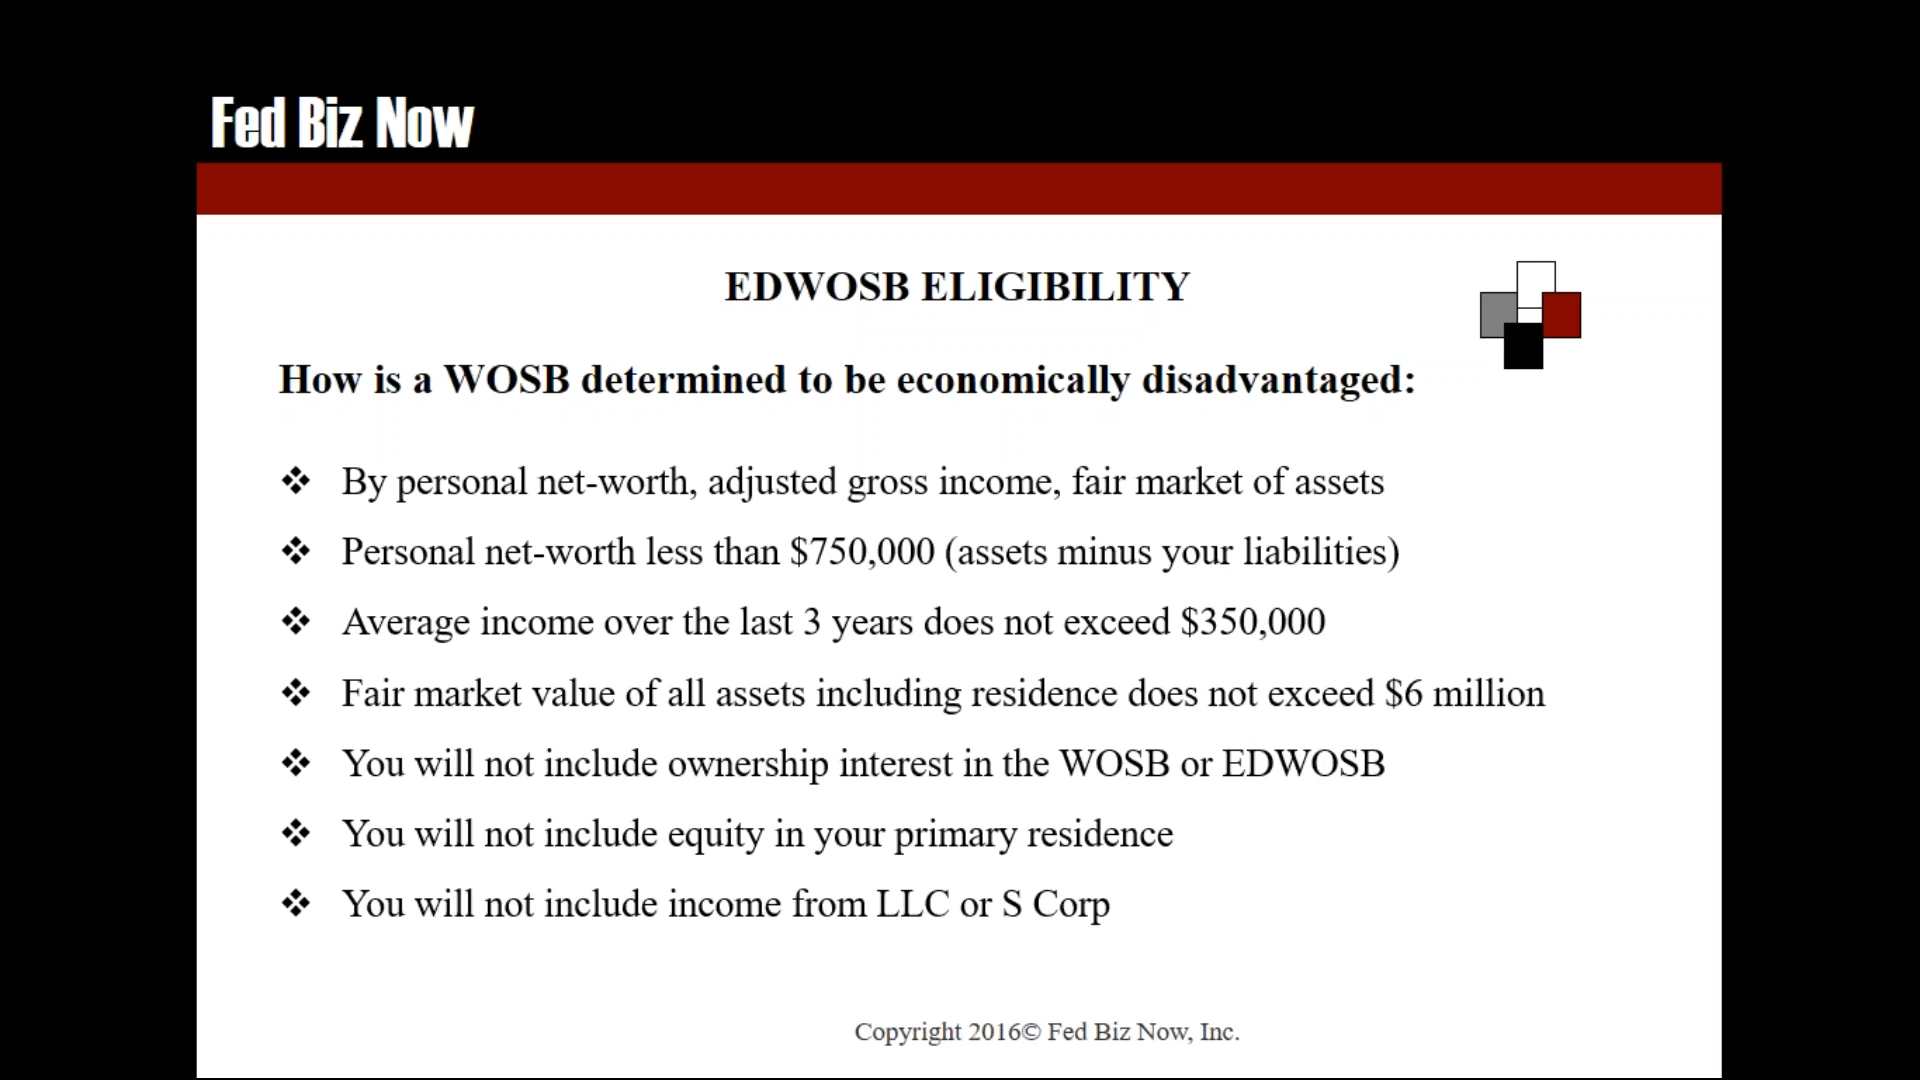 Fed Biz Now
EDWOSB ELIGIBILITY
How is a WOSB determined to be economically disadvantaged:
❖ By personal net-worth, adjusted gross income, fair market of assets
❖ Personal net-worth less than $750,000 (assets minus your liabilities)
❖ Average income over the last 3 years does not exceed $350,000
❖ Fair market value of all assets including residence does not exceed $6 million
❖ You will not include ownership interest in the WOSB or EDWOSB
❖ You will not include equity in your primary residence
❖ You will not include income from LLC or S Corp
Copyright 2016© Fed Biz Now, Inc.